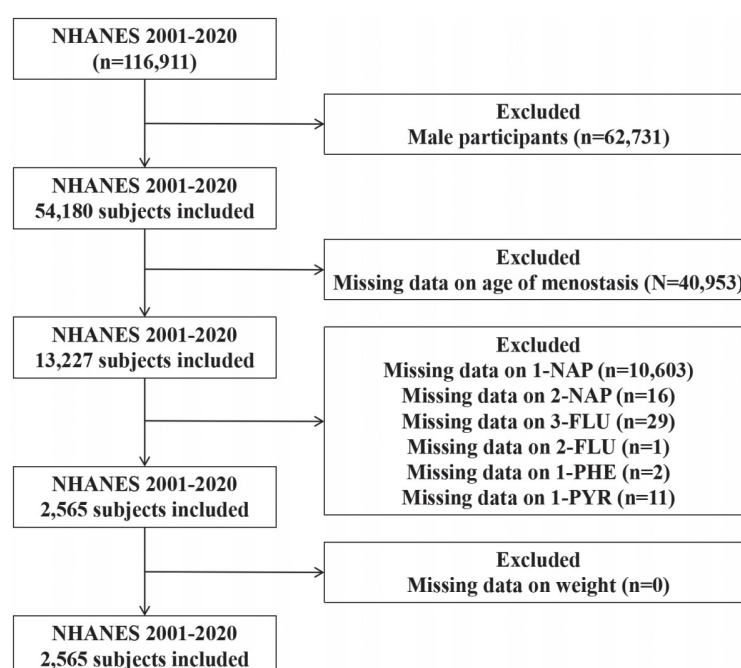 NHANES 2001-2020
(n=116,911)
Excluded
Male participants (n=62,731)
NHANES 2001-2020
54,180 subjects included
Excluded
Missing data on age of menostasis (N=40,953)
NHANES 2001-2020
13,227 subjects included
Excluded
Missing data on 1-NAP (n=10,603)
Missing data on 2-NAP (n=16)
Missing data on 3-FLU (n=29)
Missing data on 2-FLU (n=1)
Missing data on 1-PHE (n=2)
Missing data on 1-PYR (n=11)
NHANES 2001-2020
2,565 subjects included
Excluded
Missing data on weight (n=0)
NHANES 2001-2020
2,565 subjects included